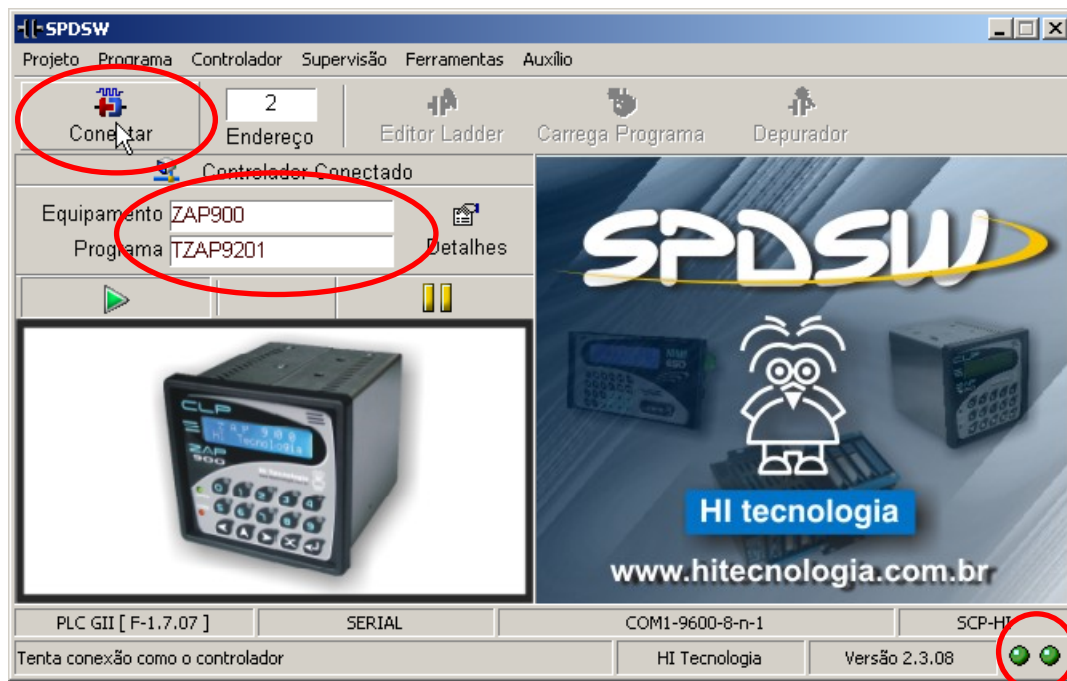 SPDSW
Projeto Programa Controlador Supervisão Ferramentas Auxílio
Conectar
2
Endereço
Editor Ladder
Carrega Programa
Depurador
Controlador Conectado
Equipamento ZAP900
Programa TZAP9201
Detalhes
SPDSW
CLP
ZAP 900
HI Tecnologia
ZAP
900
HI tecnologia
www.hitecnologia.com.br
PLC GII [ F-1.7.07 ] SERIAL COM1-9600-8-n-1 SCP-HI
Tenta conexão como o controlador HI Tecnologia Versão 2.3.08